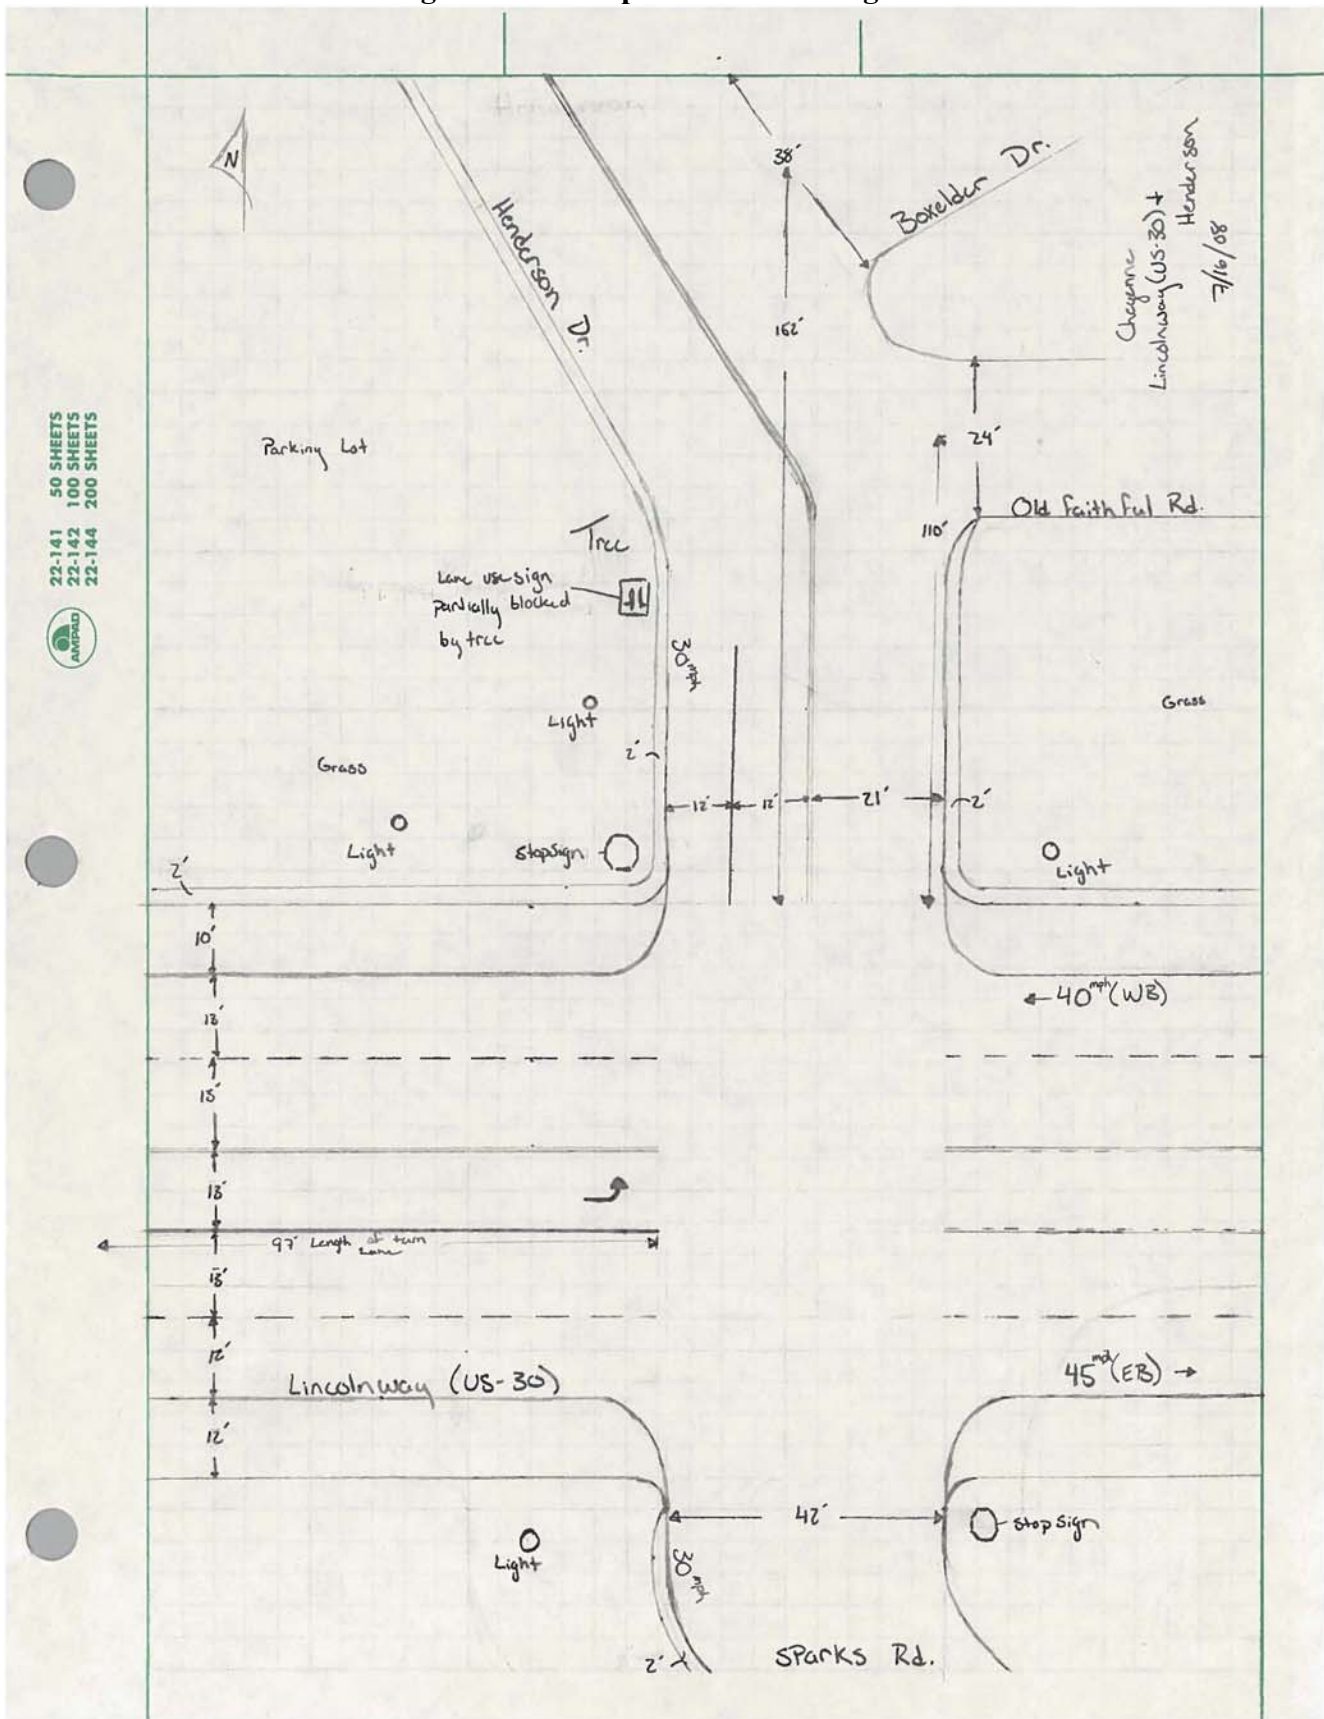 N
38'
Boxelder Dr.
Cheyenne
Lincolnway (US-30) +
Henderson
7/16/08
Henderson Dr.
162'
22-141 50 SHEETS
22-142 100 SHEETS
22-144 200 SHEETS
AMPAD
Parking Lot
24'
Old Faithful Rd.
110'
Tree
Lane use sign
partially blocked
by tree
30 mph
Grass
Light
2'
Grass
12'
12'
21'
2'
Light
Stop Sign
Light
2'
10'
←40 mph (WB)
15'
97' Length of turn
Lane
12'
Lincolnway (US-30)
45 mph (EB) →
12'
42'
Stop Sign
Light
30 mph
2'
Sparks Rd.